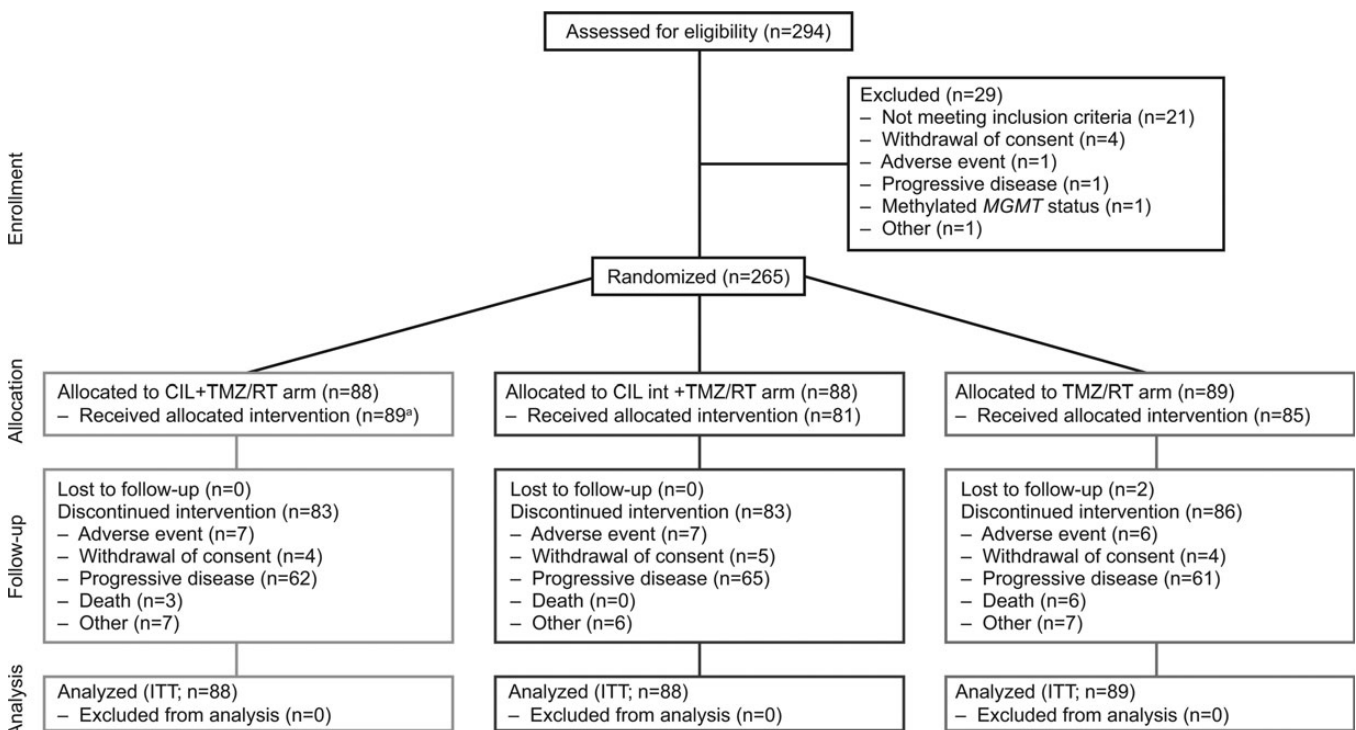 Assessed for eligibility (n=294)
Excluded (n=29)
– Not meeting inclusion criteria (n=21)
– Withdrawal of consent (n=4)
– Adverse event (n=1)
– Progressive disease (n=1)
– Methylated MGMT status (n=1)
– Other (n=1)
Enrollment
Randomized (n=265)
Allocation
Allocated to CIL+TMZ/RT arm (n=88)
– Received allocated intervention (n=89ᵃ)
Allocated to CIL int +TMZ/RT arm (n=88)
– Received allocated intervention (n=81)
Allocated to TMZ/RT arm (n=89)
– Received allocated intervention (n=85)
Follow-up
Lost to follow-up (n=0)
Discontinued intervention (n=83)
– Adverse event (n=7)
– Withdrawal of consent (n=4)
– Progressive disease (n=62)
– Death (n=3)
– Other (n=7)
Lost to follow-up (n=0)
Discontinued intervention (n=83)
– Adverse event (n=7)
– Withdrawal of consent (n=5)
– Progressive disease (n=65)
– Death (n=0)
– Other (n=6)
Lost to follow-up (n=2)
Discontinued intervention (n=86)
– Adverse event (n=6)
– Withdrawal of consent (n=4)
– Progressive disease (n=61)
– Death (n=6)
– Other (n=7)
Analysis
Analyzed (ITT; n=88)
– Excluded from analysis (n=0)
Analyzed (ITT; n=88)
– Excluded from analysis (n=0)
Analyzed (ITT; n=89)
– Excluded from analysis (n=0)